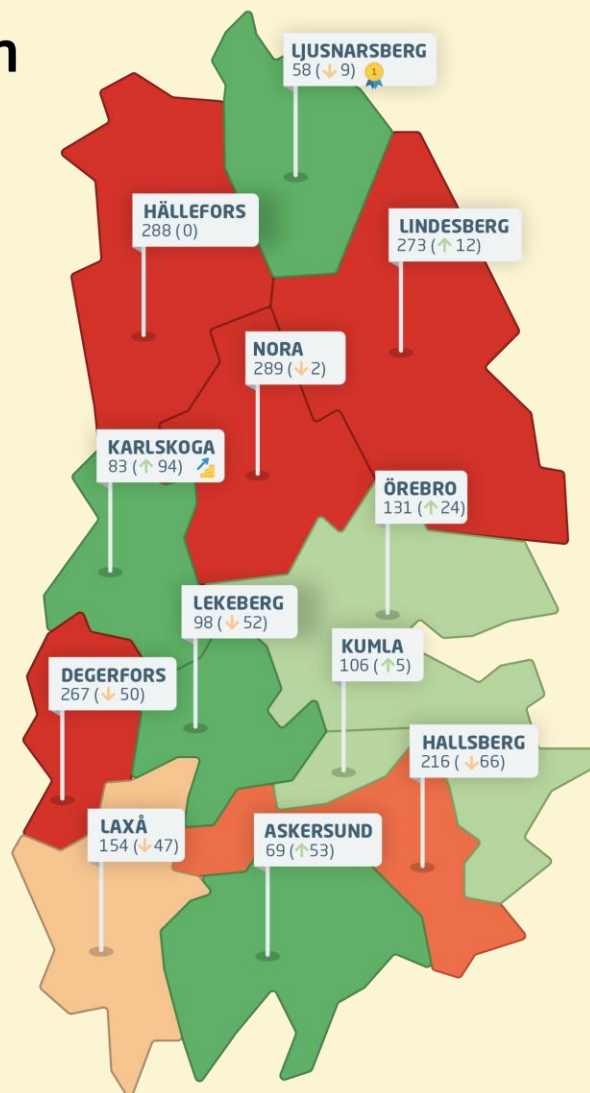 n
LJUSNARSBERG
58 (↓ 9)
1
HÄLLEFORS
288 (0)
LINDESBERG
273 (↑ 12)
NORA
289 (↓ 2)
KARLSKOGA
83 (↑ 94)
ÖREBRO
131 (↑ 24)
LEKEBERG
98 (↓ 52)
KUMLA
106 (↑5)
DEGERFORS
267 (↓ 50)
HALLSBERG
216 (↓66)
LAXÅ
154 (↓47)
ASKERSUND
69 (↑53)